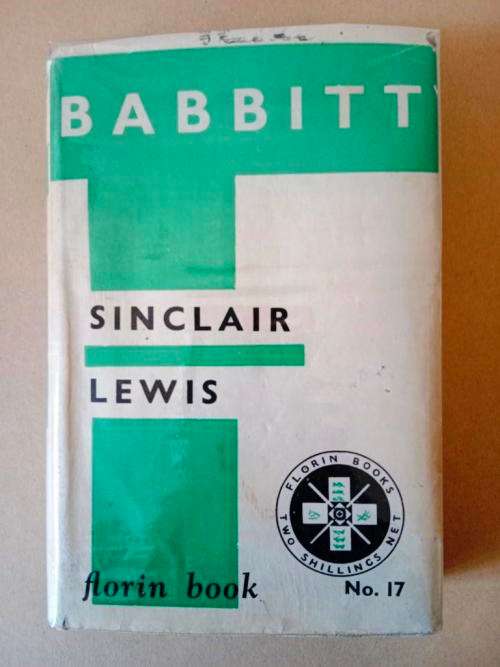 BABBITT
SINCLAIR
LEWIS
FLORIN BOOKS
TWO SHILLINGS NET
florin book
No. 17